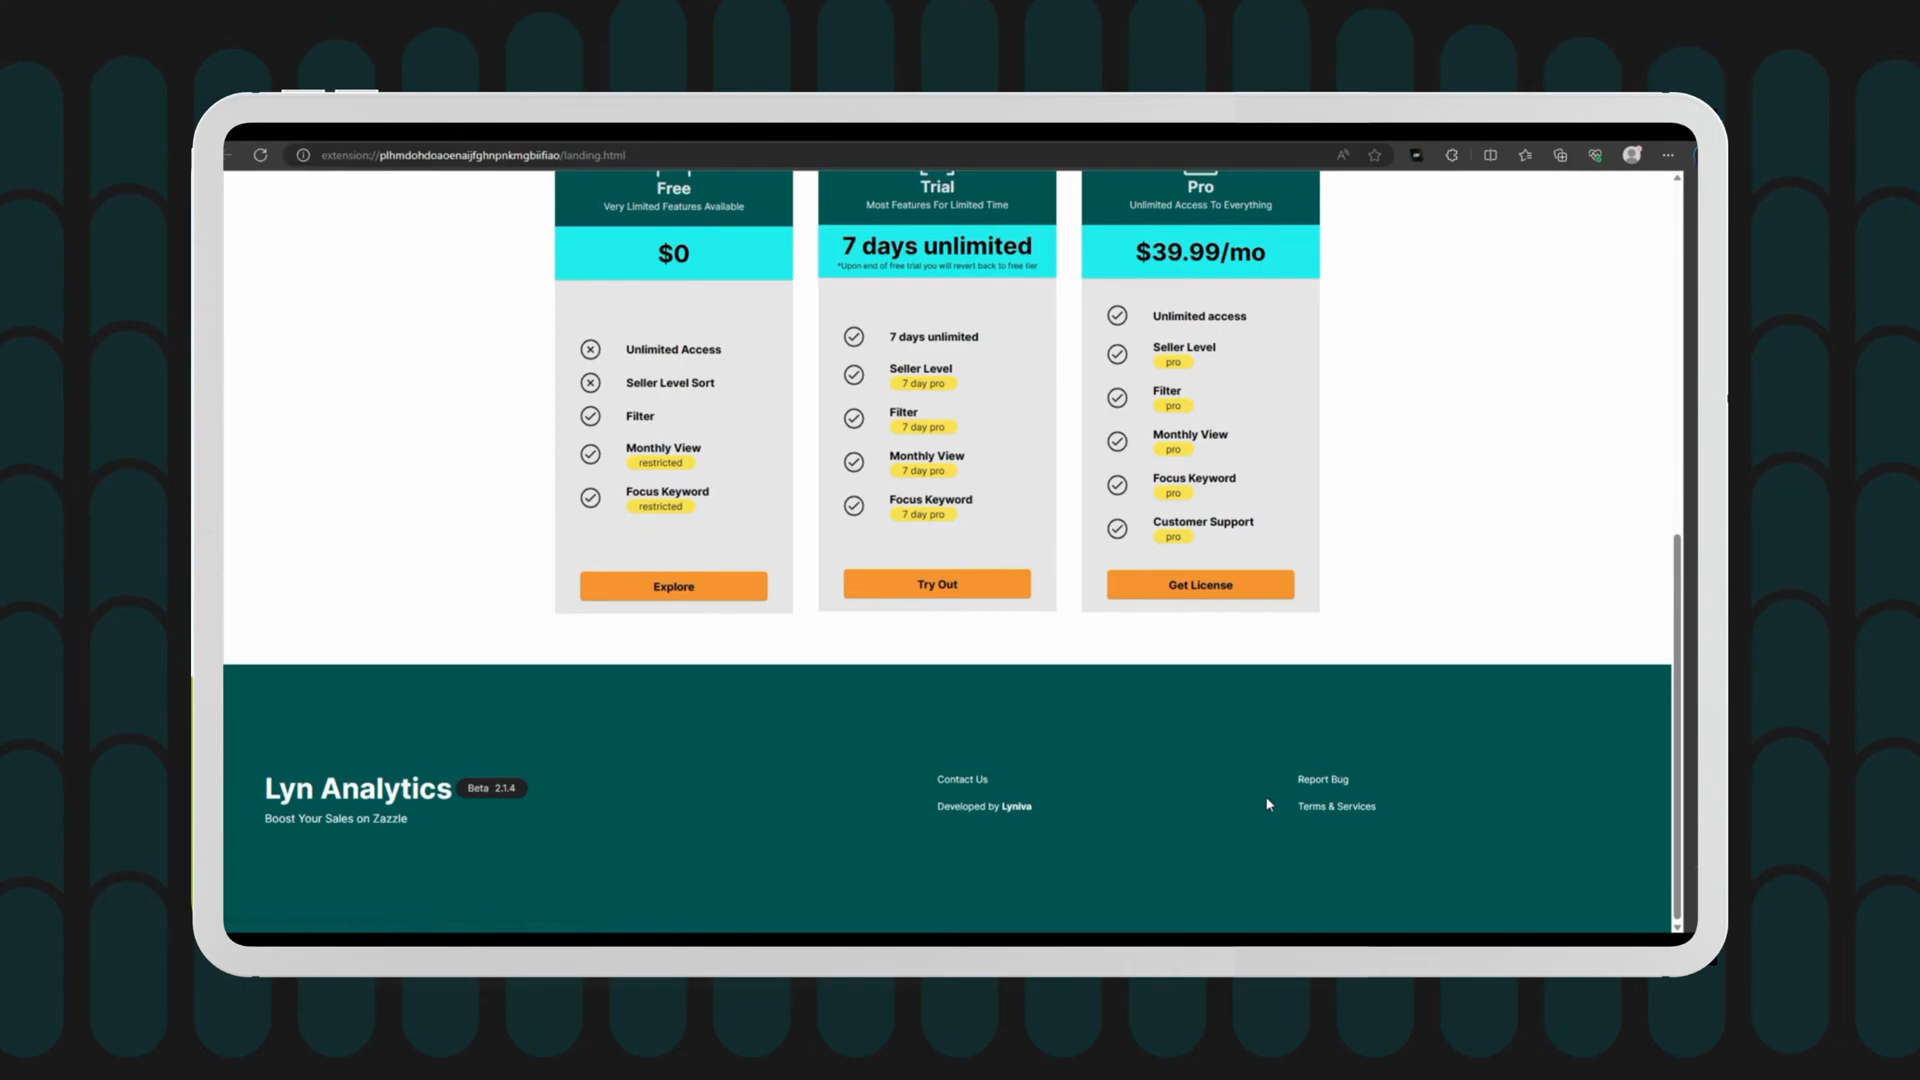 extension://plhmdohdoaoenaijfghnpnkmgbiifiao/landing.html
Free
Very Limited Features Available
$0
Unlimited Access
Seller Level Sort
Filter
Monthly View
restricted
Focus Keyword
restricted
Explore
Trial
Most Features For Limited Time
7 days unlimited
*Upon end of free trial you will revert back to free tier
7 days unlimited
Seller Level
7 day pro
Filter
7 day pro
Monthly View
7 day pro
Focus Keyword
7 day pro
Try Out
Pro
Unlimited Access To Everything
$39.99/mo
Unlimited access
Seller Level
pro
Filter
pro
Monthly View
pro
Focus Keyword
pro
Customer Support
pro
Get License
Lyn Analytics Beta 2.1.4
Boost Your Sales on Zazzle
Contact Us
Developed by Lyniva
Report Bug
Terms & Services